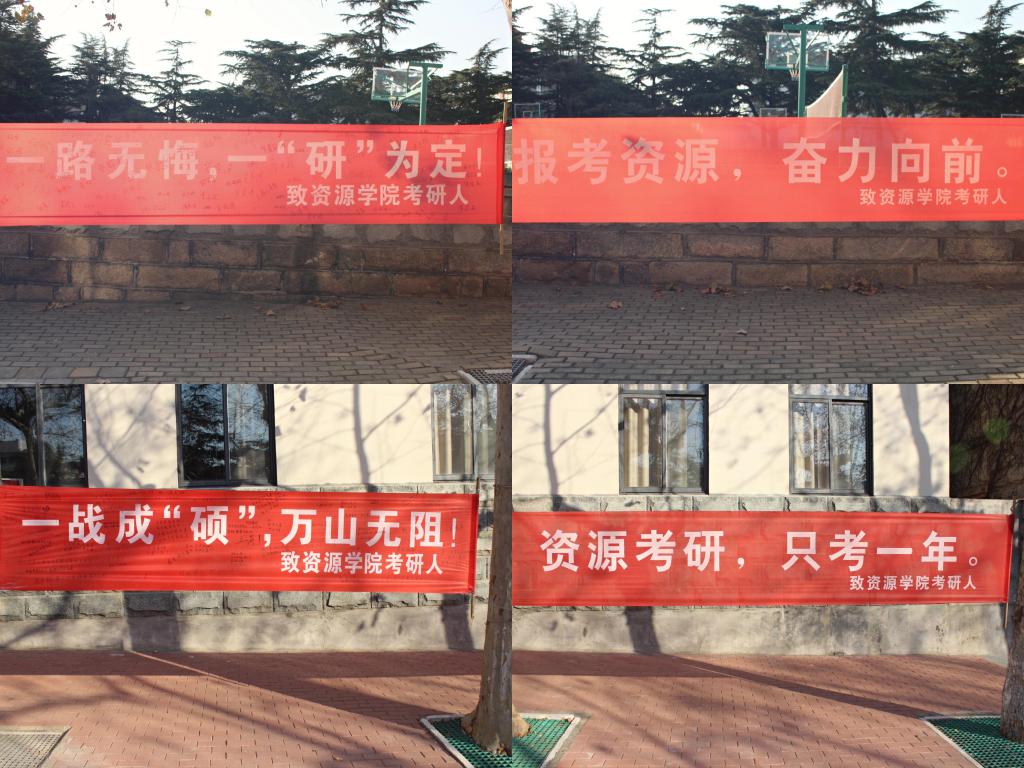 一路无悔,一“研”为定!
致资源学院考研人
报考资源，奋力向前。
致资源学院考研人
一战成“硕”,万山无阻!
致资源学院考研人
资源考研，只考一年。
致资源学院考研人